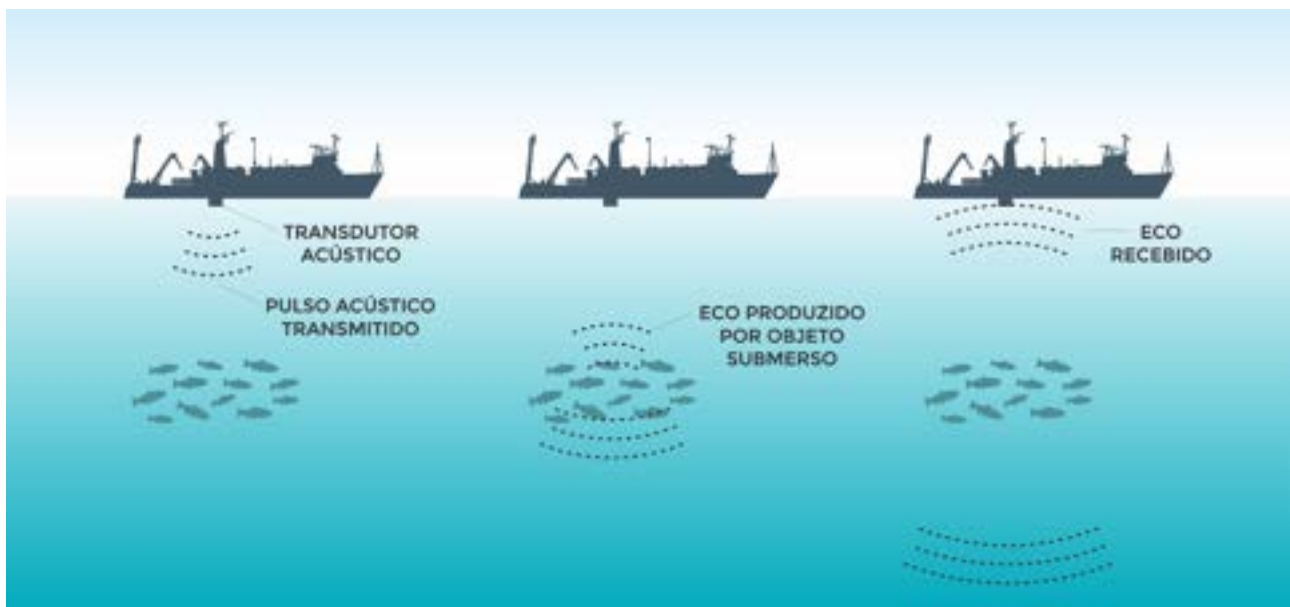 TRANSDUTOR
ACÚSTICO
PULSO ACÚSTICO
TRANSMITIDO
ECO PRODUZIDO
POR OBJETO
SUBMERSO
ECO
RECEBIDO